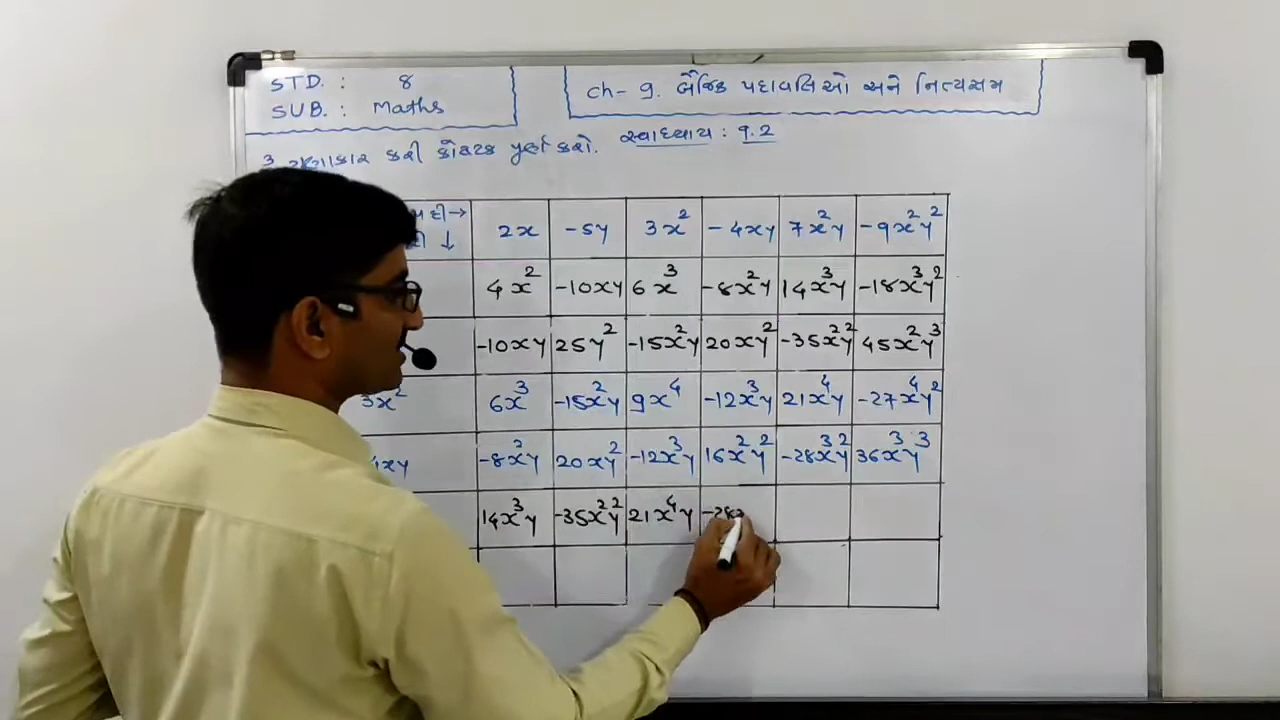 STD. : 8
SUB. : Maths
ch- 9. બૈજિક પદાવલિઓ અને નિત્યસમ
સ્વાધ્યાય : 9.2
3 કરી કોષ્ટક પૂર્ણ કરો.
→ 2x -5y 3x² -4xy 7x²y -9x²y²
↓
4x² -10xy 6x³ -8x²y 14x³y -18x³y²
-10xy 25y² -15x²y 20xy² -35x²y² 45x²y³
3x² 6x³ -15x²y 9x⁴ -12x³y 21x⁴y -27x⁴y²
4xy -8x²y 20xy² -12x³y 16x²y² -28x³y² 36x³y³
14x³y -35x²y² 21x⁴y -28